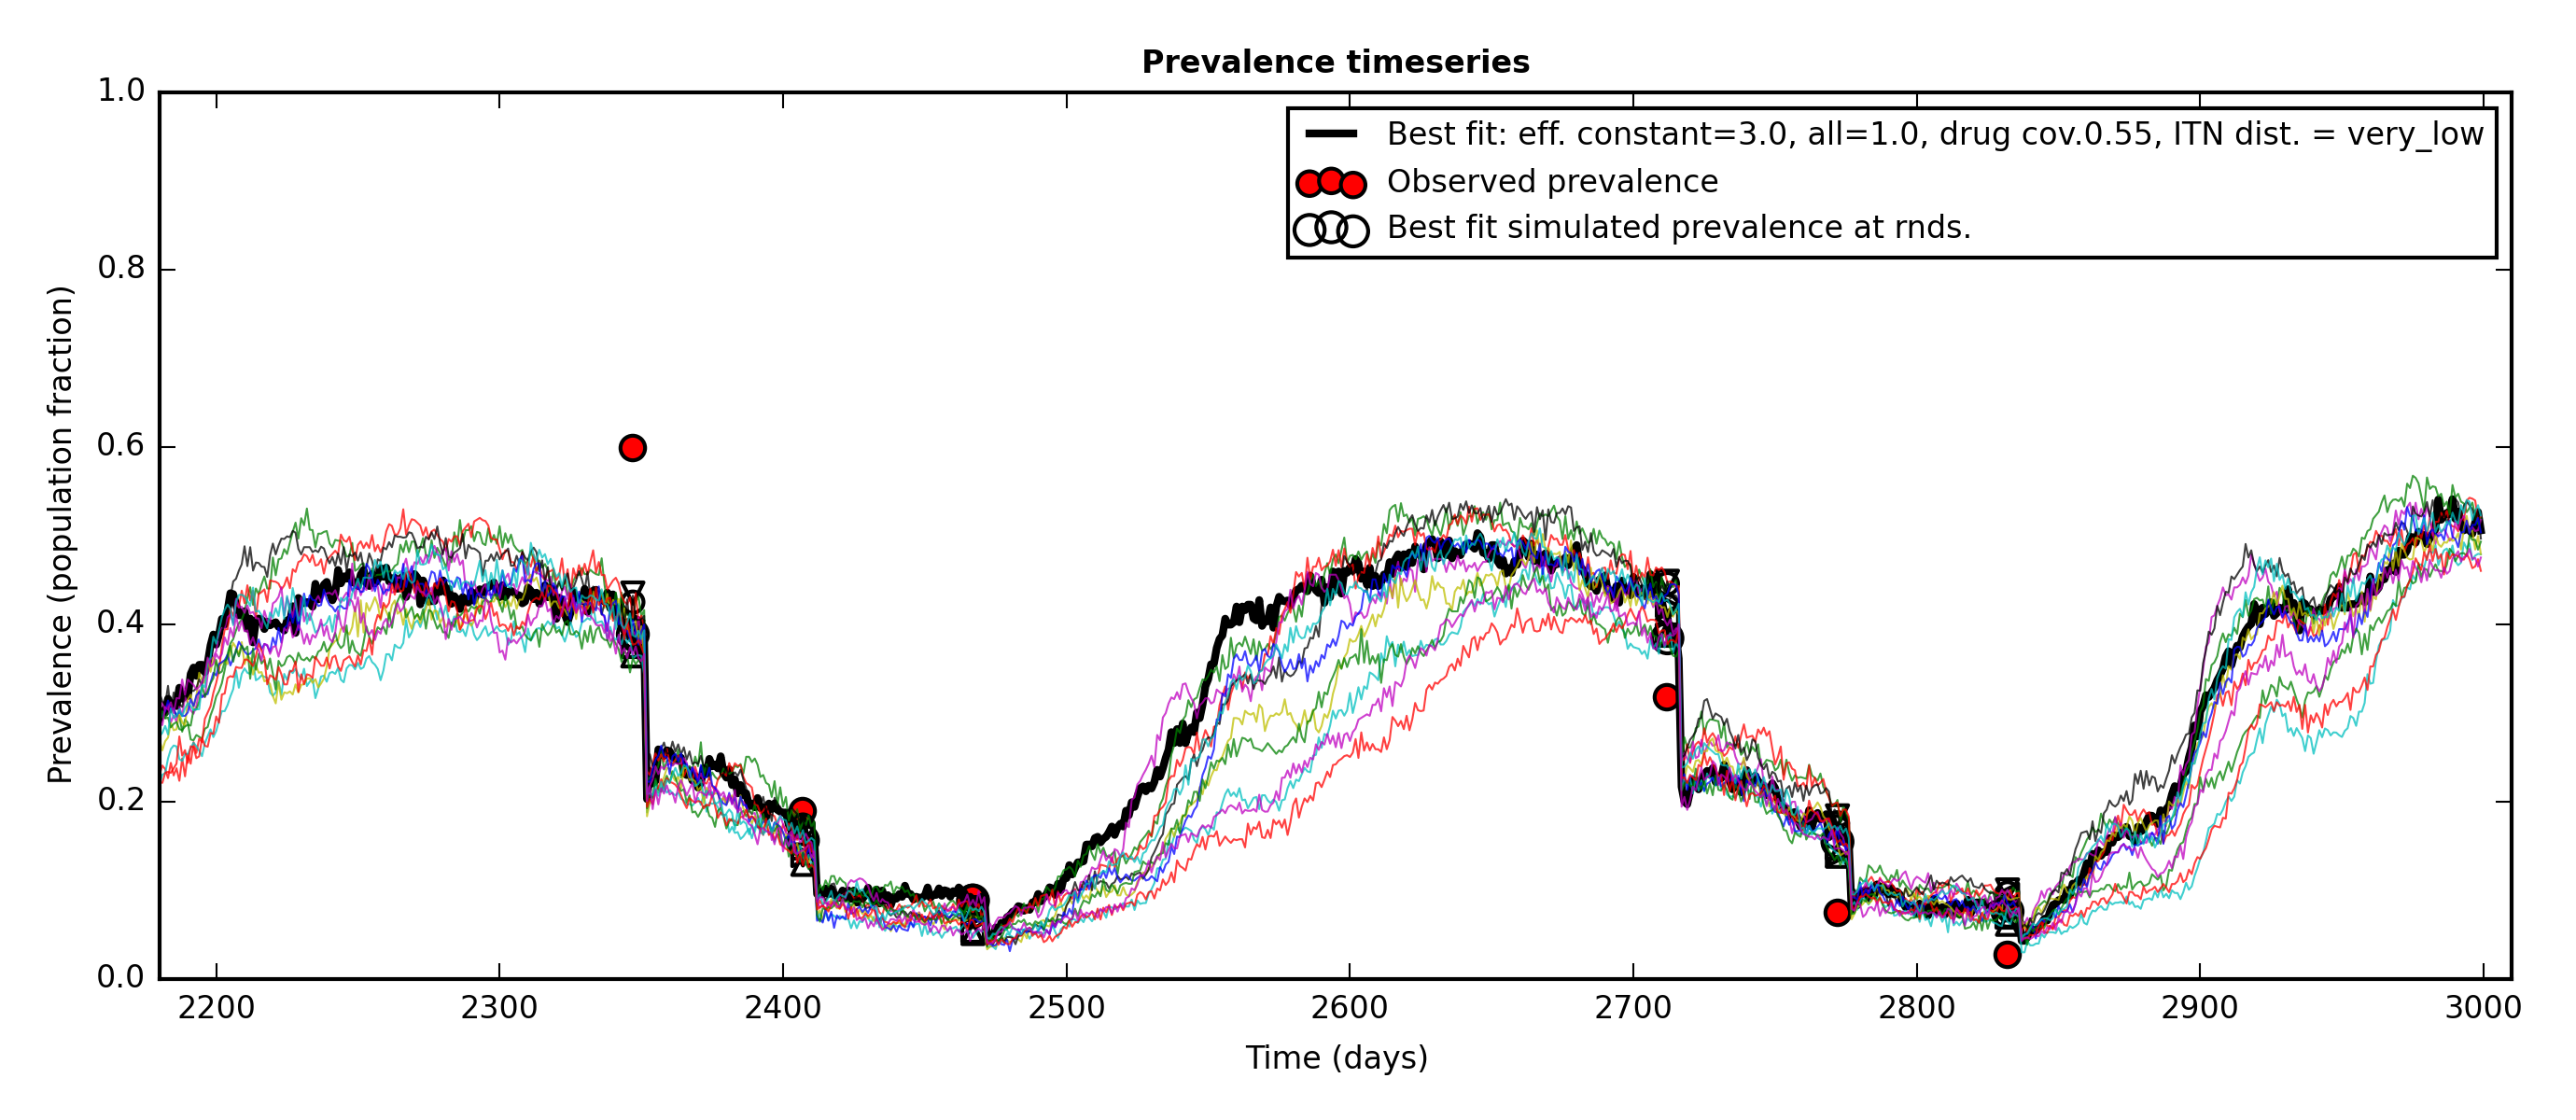 Prevalence timeseries
1.0
0.8
0.6
0.4
0.2
0.0
Prevalence (population fraction)
Best fit: eff. constant=3.0, all=1.0, drug cov.0.55, ITN dist. = very_low
Observed prevalence
Best fit simulated prevalence at rnds.
2200 2300 2400 2500 2600 2700 2800 2900 3000
Time (days)